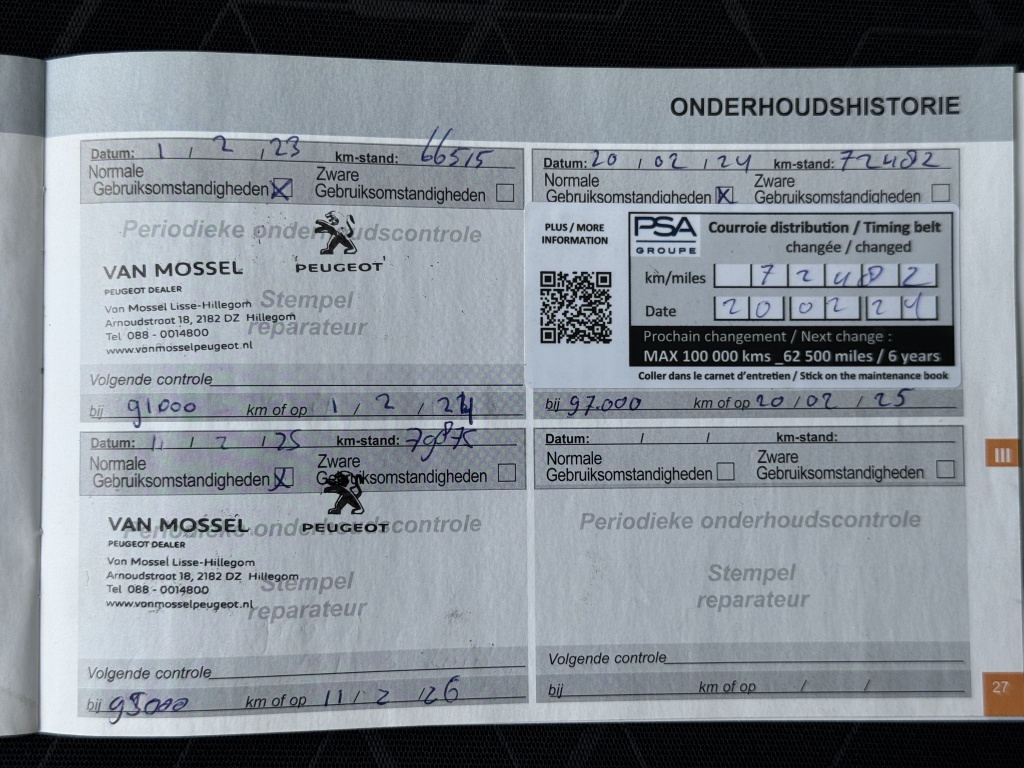 ONDERHOUDSHISTORIE
Datum: 1 / 2 / 23 km-stand: 66515
Normale Gebruiksomstandigheden X Zware Gebruiksomstandigheden
Periodieke onderhoudscontrole
PEUGEOT
VAN MOSSEL
PEUGEOT DEALER
Van Mossel Lisse-Hillegom
Arnoudstraat 18, 2182 DZ Hillegom
Tel 088 - 0014800
www.vanmosselpeugeot.nl
Stempel
reparateur
Volgende controle
bij 91000 km of op 1 / 2 / 24
Datum: 20 / 02 / 24 km-stand: 72482
Normale Gebruiksomstandigheden X Zware Gebruiksomstandigheden
PLUS / MORE
INFORMATION
PSA
GROUPE
Courroie distribution / Timing belt
changée / changed
km/miles 72482
Date 20 02 24
Prochain changement / Next change :
MAX 100 000 kms _62 500 miles / 6 years
Coller dans le carnet d'entretien / Stick on the maintenance book
bij 97.000 km of op 20 / 02 / 25
Datum: 11 / 2 / 25 km-stand: 79875
Normale Gebruiksomstandigheden X Zware Gebruiksomstandigheden
PEUGEOT
Periodieke onderhoudscontrole
VAN MOSSEL
PEUGEOT DEALER
Van Mossel Lisse-Hillegom
Arnoudstraat 18, 2182 DZ Hillegom
Tel 088 - 0014800
www.vanmosselpeugeot.nl
Stempel
reparateur
Volgende controle
bij 95000 km of op 11 / 2 / 26
Datum: / / km-stand:
Normale Gebruiksomstandigheden Zware Gebruiksomstandigheden
Periodieke onderhoudscontrole
Stempel
reparateur
Volgende controle
bij km of op / /
III
27